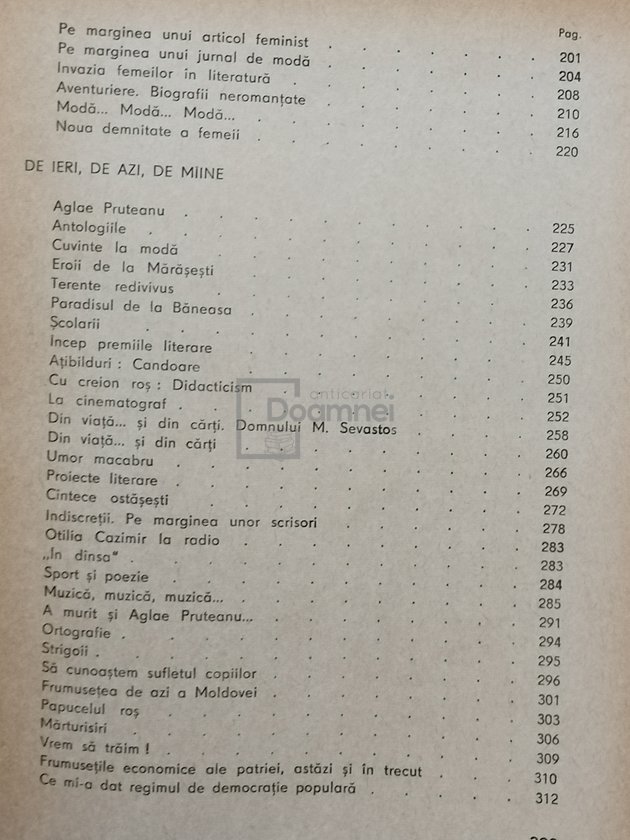 Pag.
Pe marginea unui articol feminist . . . . . . 201
Pe marginea unui jurnal de modă . . . . . . 204
Invazia femeilor în literatură . . . . . . 208
Aventuriere. Biografii neromanțate . . . . . . 210
Modă... Modă... Modă... . . . . . . 216
Noua demnitate a femeii . . . . . . 220
DE IERI, DE AZI, DE MÎINE
Aglae Pruteanu . . . . . . 225
Antologiile . . . . . . 227
Cuvinte la modă . . . . . . 231
Eroii de la Mărășești . . . . . . 233
Terente redivivus . . . . . . 236
Paradisul de la Băneasa . . . . . . 239
Școlarii . . . . . . 241
Incep premiile literare . . . . . . 245
Ațibilduri : Candoare . . . . . . 250
Cu creion roș : Didacticism . . . . . . 251
La cinematograf . . . . . . 252
Din viață... și din cărți. Domnului M. Sevastos . . . . 258
Din viață... și din cărți . . . . . . 260
Umor macabru . . . . . . 266
Proiecte literare . . . . . . 269
Cîntece ostășești . . . . . . 272
Indiscreții. Pe marginea unor scrisori . . . . . . 278
Otilia Cazimir la radio . . . . . . 283
„In dînsa“ . . . . . . 283
Sport și poezie . . . . . . 284
Muzică, muzică, muzică... . . . . . . 285
A murit și Aglae Pruteanu... . . . . . . 291
Ortografie . . . . . . 294
Strigoii . . . . . . 295
Să cunoaștem sufletul copiilor . . . . . . 296
Frumusețea de azi a Moldovei . . . . . . 301
Papucelul roș . . . . . . 303
Mărturisiri . . . . . . 306
Vrem să trăim ! . . . . . . 309
Frumusețile economice ale patriei, astăzi și în trecut . . . 310
Ce mi-a dat regimul de democrație populară . . . . 312
anticariat
Doamnei